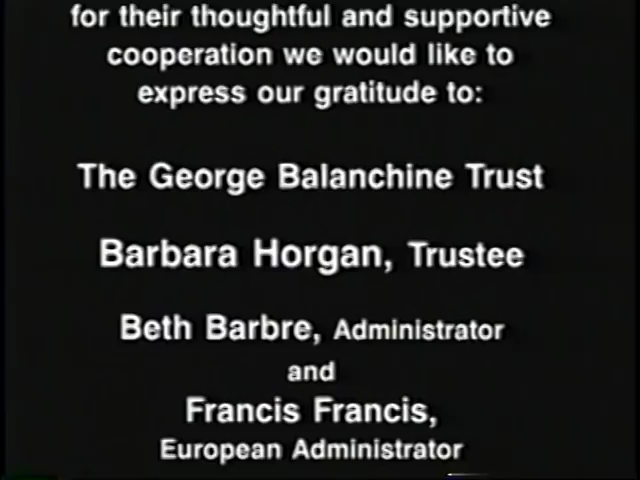 for their thoughtful and supportive
cooperation we would like to
express our gratitude to:
The George Balanchine Trust
Barbara Horgan, Trustee
Beth Barbre, Administrator
and
Francis Francis,
European Administrator